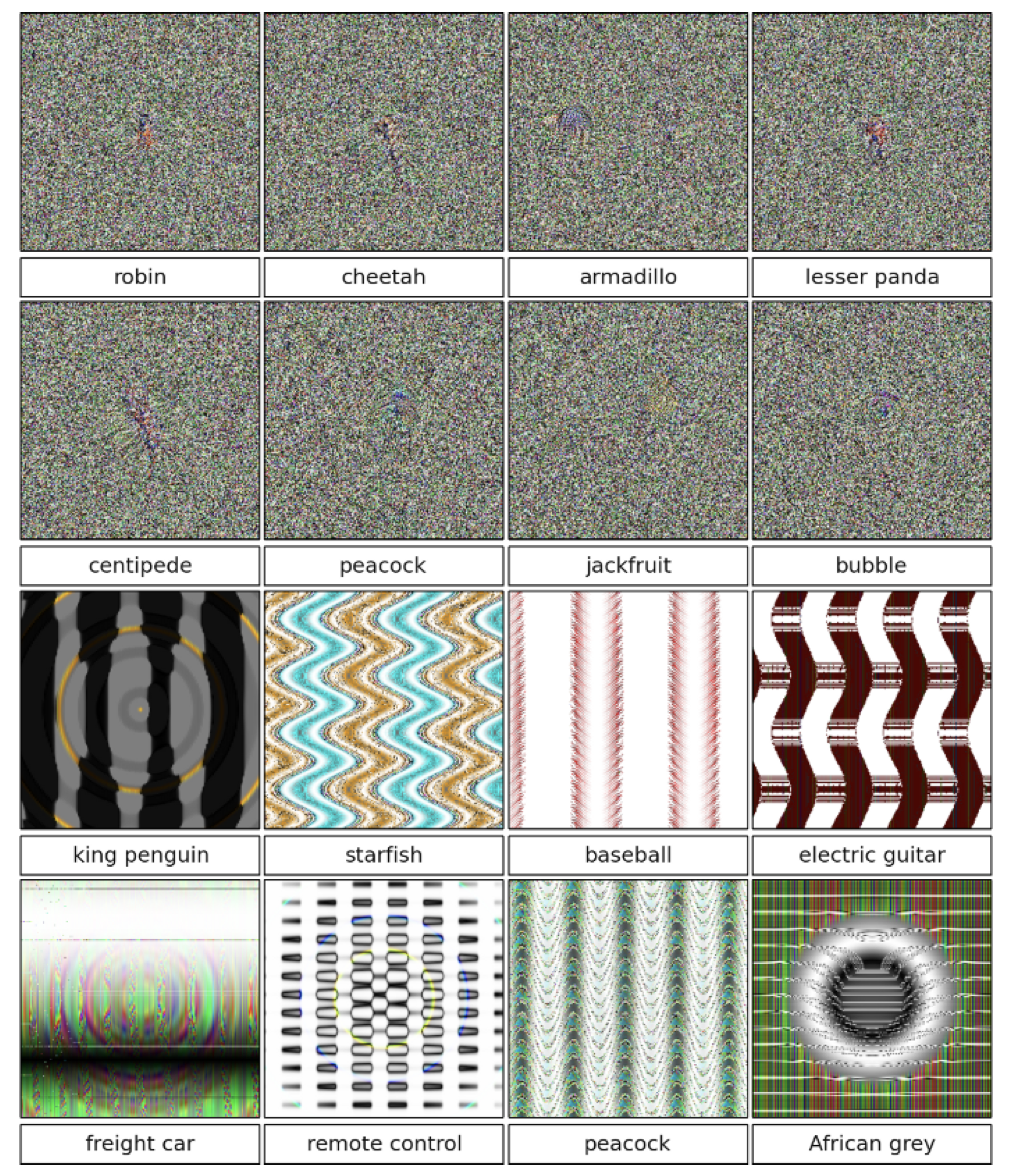 robin
cheetah
armadillo
lesser panda
centipede
peacock
jackfruit
bubble
king penguin
starfish
baseball
electric guitar
freight car
remote control
peacock
African grey